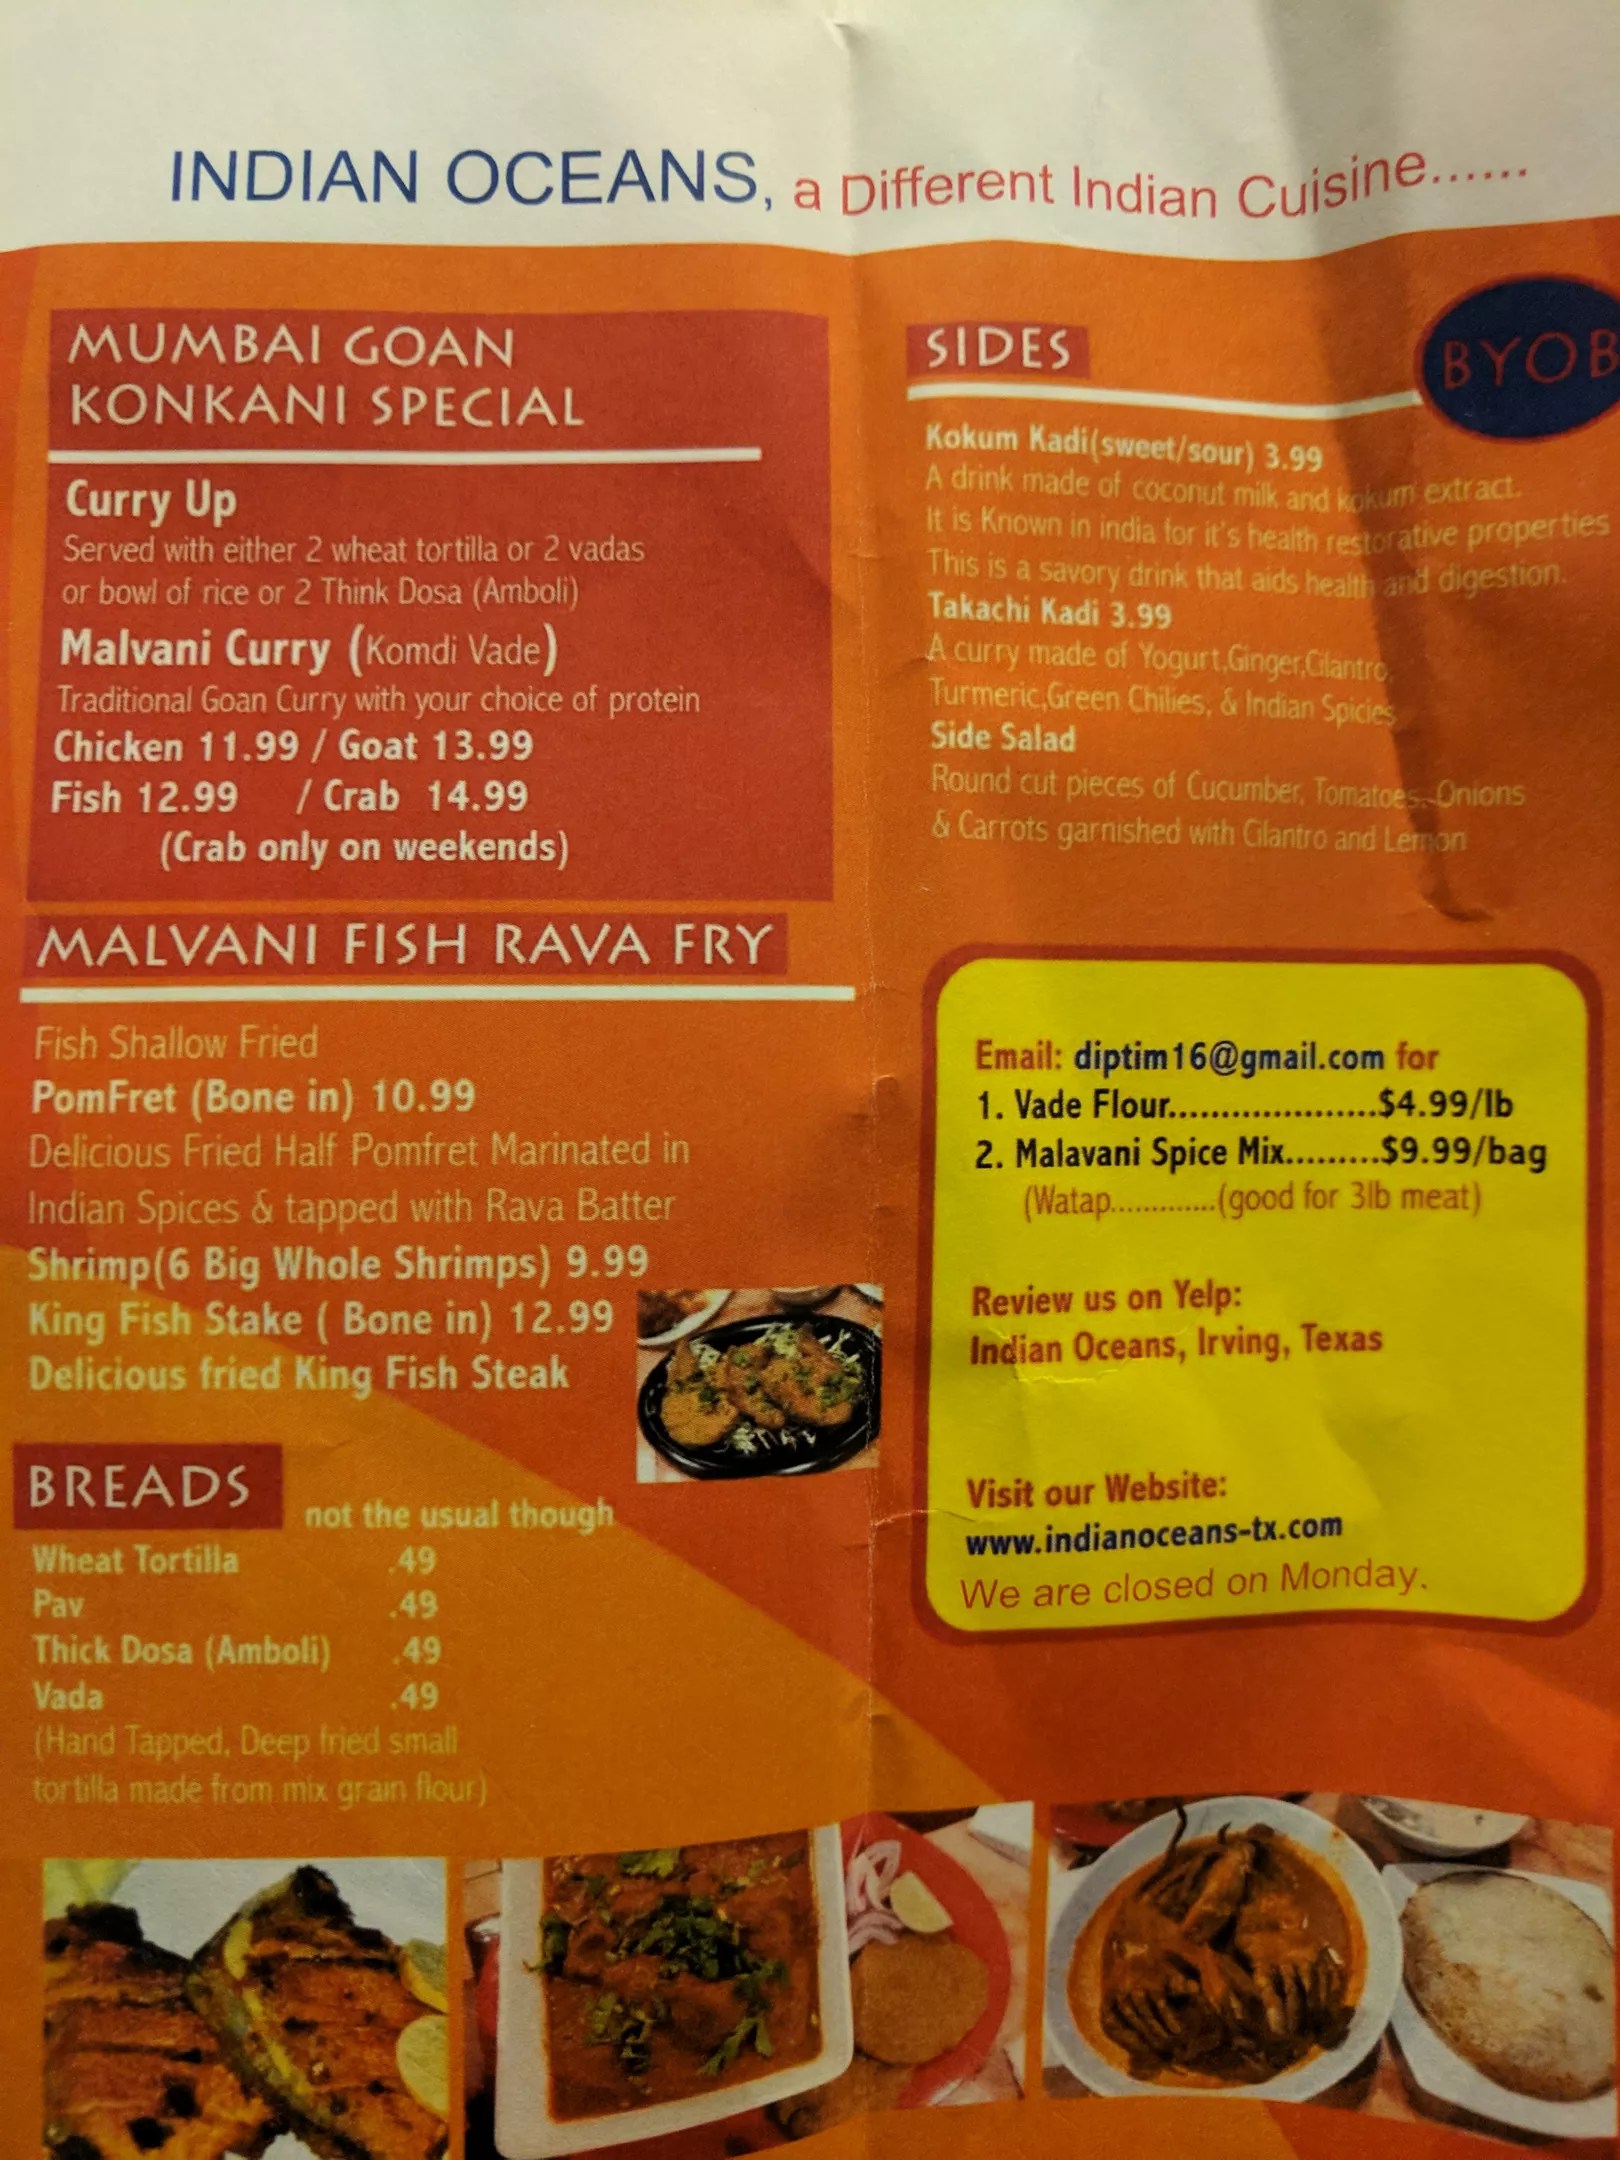 INDIAN OCEANS, a Different Indian Cuisine......
MUMBAI GOAN
KONKANI SPECIAL
Curry Up
Served with either 2 wheat tortilla or 2 vadas
or bowl of rice or 2 Think Dosa (Amboli)
Malvani Curry (Komdi Vade)
Traditional Goan Curry with your choice of protein
Chicken 11.99 / Goat 13.99
Fish 12.99 / Crab 14.99
(Crab only on weekends)
MALVANI FISH RAVA FRY
Fish Shallow Fried
PomFret (Bone in) 10.99
Delicious Fried Half Pomfret Marinated in
Indian Spices & tapped with Rava Batter
Shrimp(6 Big Whole Shrimps) 9.99
King Fish Stake ( Bone in) 12.99
Delicious fried King Fish Steak
BREADS not the usual though
Wheat Tortilla .49
Pav .49
Thick Dosa (Amboli) .49
Vada .49
(Hand Tapped, Deep fried small
tortilla made from mix grain flour)
SIDES
BYOB
Kokum Kadi(sweet/sour) 3.99
A drink made of coconut milk and kokum extract.
It is Known in india for it's health restorative properties
This is a savory drink that aids health and digestion.
Takachi Kadi 3.99
A curry made of Yogurt,Ginger,Cilantro,
Turmeric,Green Chilies, & Indian Spicies
Side Salad
Round cut pieces of Cucumber, Tomatoes, Onions
& Carrots garnished with Cilantro and Lemon
Email: diptim16@gmail.com for
1. Vade Flour.....................$4.99/lb
2. Malavani Spice Mix.........$9.99/bag
(Watap.............(good for 3lb meat)
Review us on Yelp:
Indian Oceans, Irving, Texas
Visit our Website:
www.indianoceans-tx.com
We are closed on Monday.